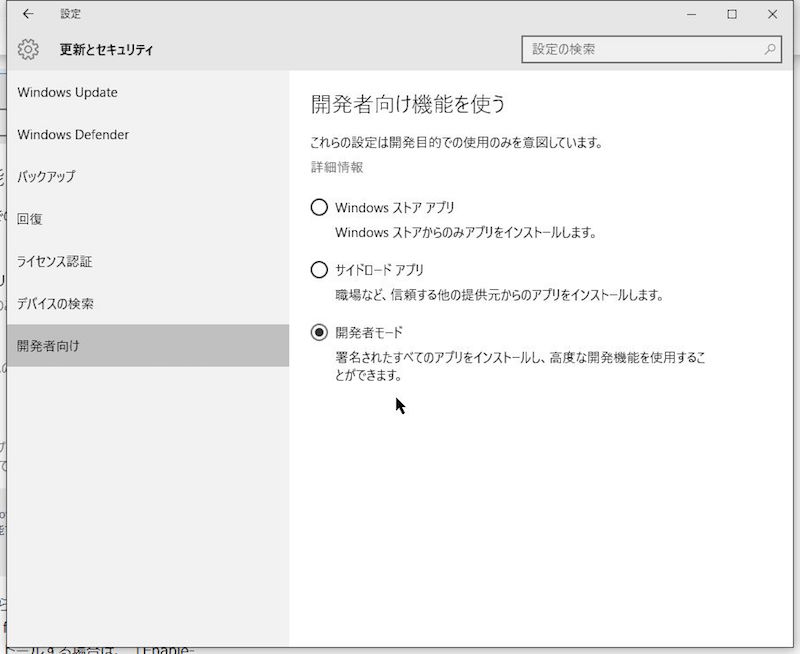 設定
更新とセキュリティ
設定の検索
Windows Update
Windows Defender
バックアップ
回復
ライセンス認証
デバイスの検索
開発者向け
開発者向け機能を使う
これらの設定は開発目的での使用のみを意図しています。
詳細情報
Windows ストア アプリ
Windows ストアからのみアプリをインストールします。
サイドロード アプリ
職場など、信頼する他の提供元からのアプリをインストールします。
開発者モード
署名されたすべてのアプリをインストールし、高度な開発機能を使用するこ
とができます。